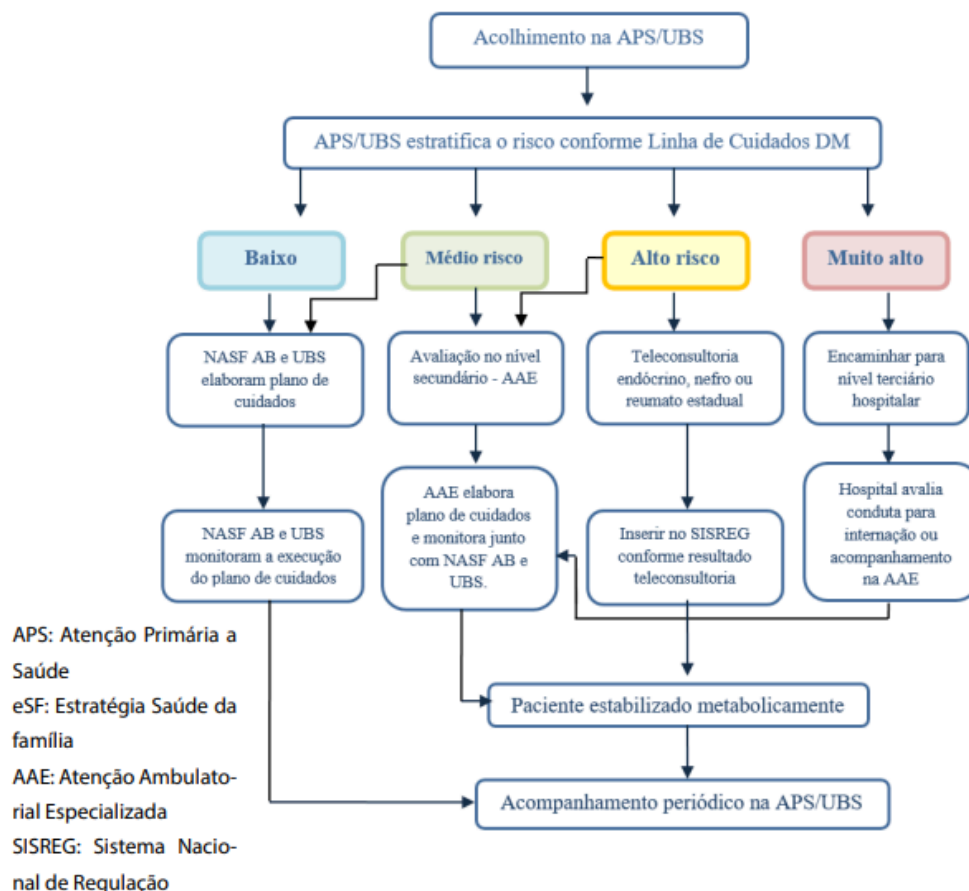 Acolhimento na APS/UBS
APS/UBS estratifica o risco conforme Linha de Cuidados DM
Baixo
Médio risco
Alto risco
Muito alto
NASF AB e UBS
elaboram plano de
cuidados
Avaliação no nível
secundário - AAE
Teleconsultoria
endócrino, nefro ou
reumato estadual
Encaminhar para
nível terciário
hospitalar
NASF AB e UBS
monitoram a execução
do plano de cuidados
AAE elabora
plano de cuidados
e monitora junto
com NASF AB e
UBS.
Inserir no SISREG
conforme resultado
teleconsultoria
Hospital avalia
conduta para
internação ou
acompanhamento
na AAE
Paciente estabilizado metabolicamente
Acompanhamento periódico na APS/UBS
APS: Atenção Primária a
Saúde
eSF: Estratégia Saúde da
família
AAE: Atenção Ambulato-
rial Especializada
SISREG: Sistema Nacio-
nal de Regulação